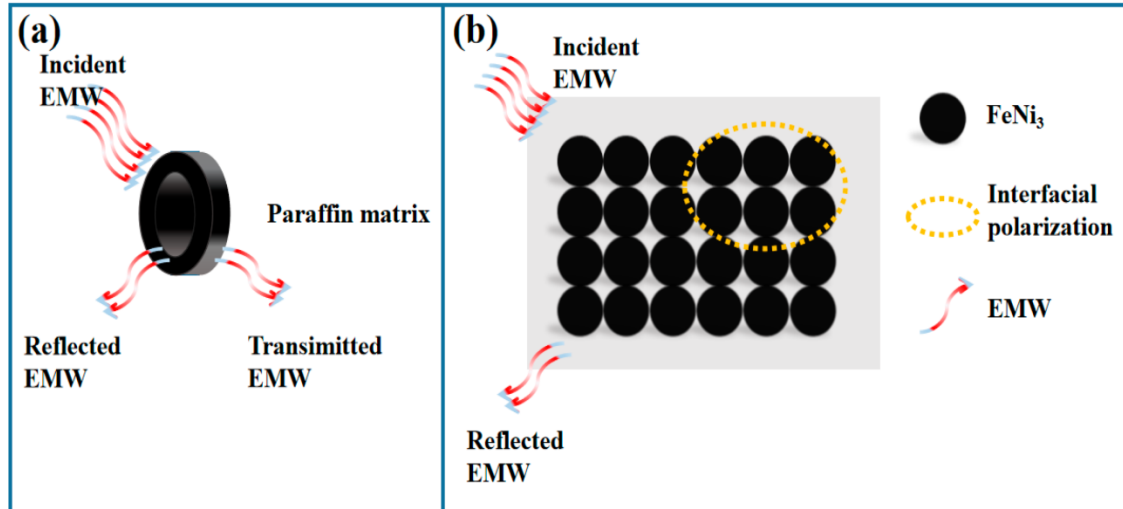 (a)
Incident
EMW
Paraffin matrix
Reflected
EMW
Transimitted
EMW
(b)
Incident
EMW
FeNi₃
Interfacial
polarization
EMW
Reflected
EMW